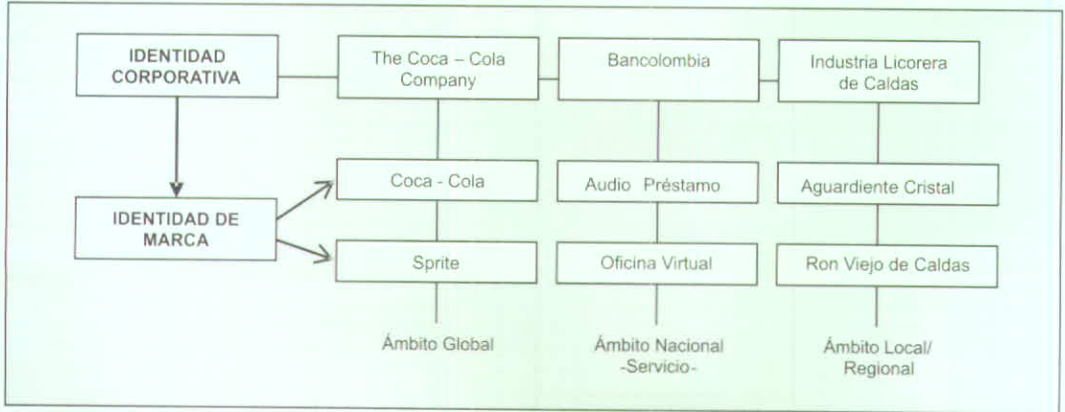 IDENTIDAD
CORPORATIVA
The Coca – Cola
Company
Bancolombia
Industria Licorera
de Caldas
IDENTIDAD DE
MARCA
Coca - Cola
Audio Préstamo
Aguardiente Cristal
Sprite
Oficina Virtual
Ron Viejo de Caldas
Ámbito Global
Ámbito Nacional
-Servicio-
Ámbito Local/
Regional